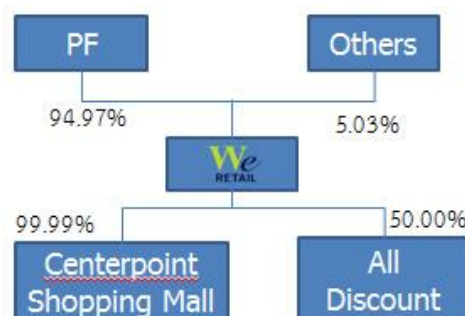 PF
Others
94.97%
5.03%
We
RETAIL
99.99%
50.00%
Centerpoint
Shopping Mall
All
Discount